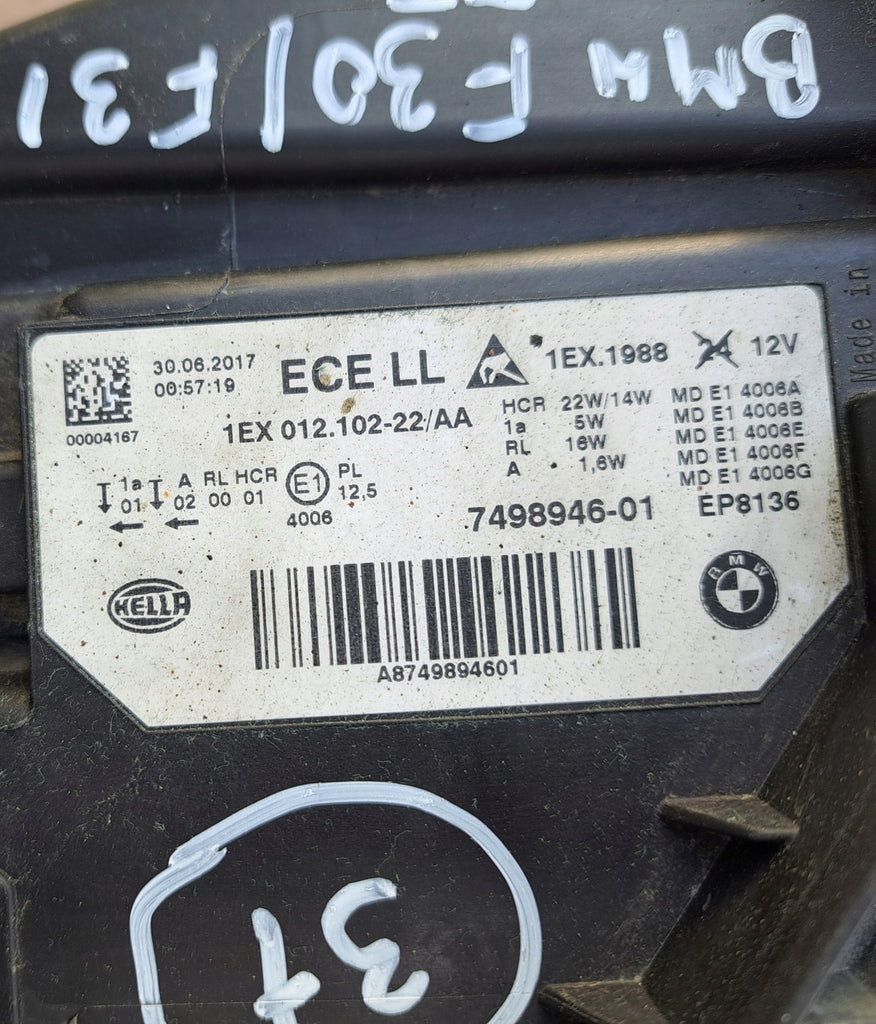 BMW F30/F31
Made in
30.06.2017
00:57:19
ECE LL
1EX.1988
24 12V
00004167
1EX 012.102-22/AA
HCR 22W/14W
1a 5W
RL 16W
A 1,6W
MD E1 4006A
MD E1 4006B
MD E1 4006E
MD E1 4006F
MD E1 4006G
1a A RL HCR
01 02 00 01
E1
4006
PL
12,5
7498946-01
EP8136
HELLA
BMW
A8749894601
37